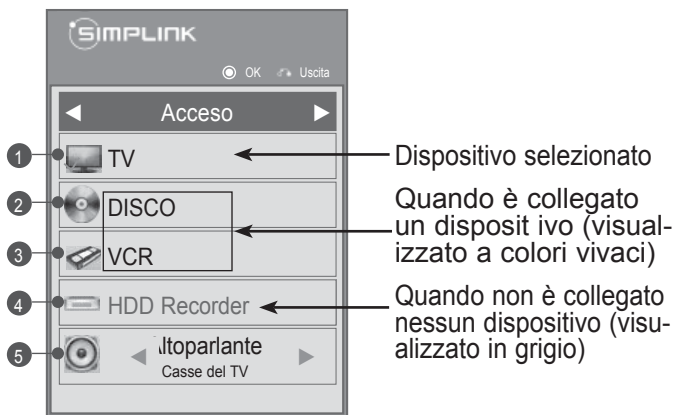 SIMPLINK
OK Uscita
Acceso
1 TV
Dispositivo selezionato
2 DISCO
3 VCR
Quando è collegato
un disposit ivo (visual-
izzato a colori vivaci)
4 HDD Recorder
Quando non è collegato
nessun dispositivo (visu-
alizzato in grigio)
5 ltoparlante
Casse del TV